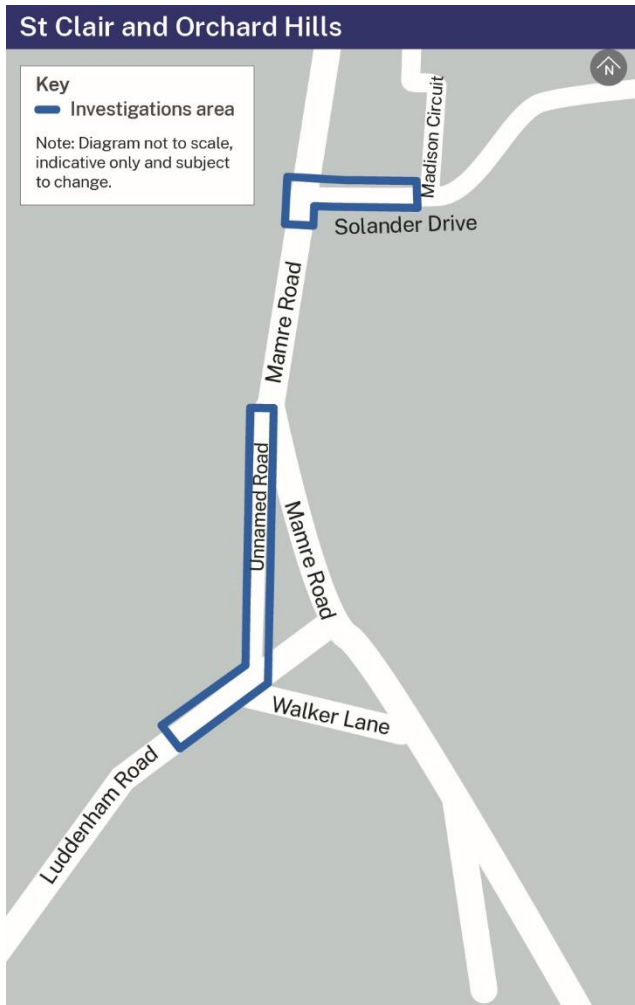 St Clair and Orchard Hills
N
Key
Investigations area
Note: Diagram not to scale,
indicative only and subject
to change.
Madison Circuit
Solander Drive
Mamre Road
Unnamed Road
Mamre Road
Walker Lane
Luddenham Road